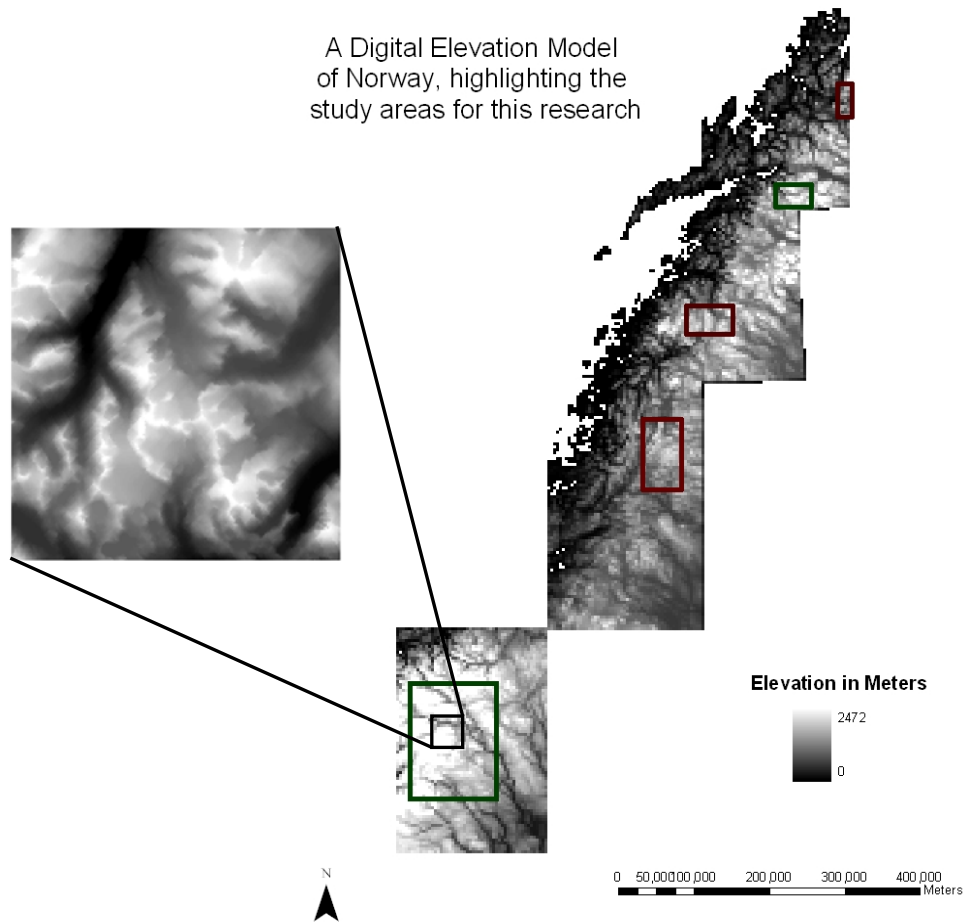 A Digital Elevation Model
of Norway, highlighting the
study areas for this research
Elevation in Meters
2472
0
N
0 50,000100,000 200,000 300,000 400,000
Meters